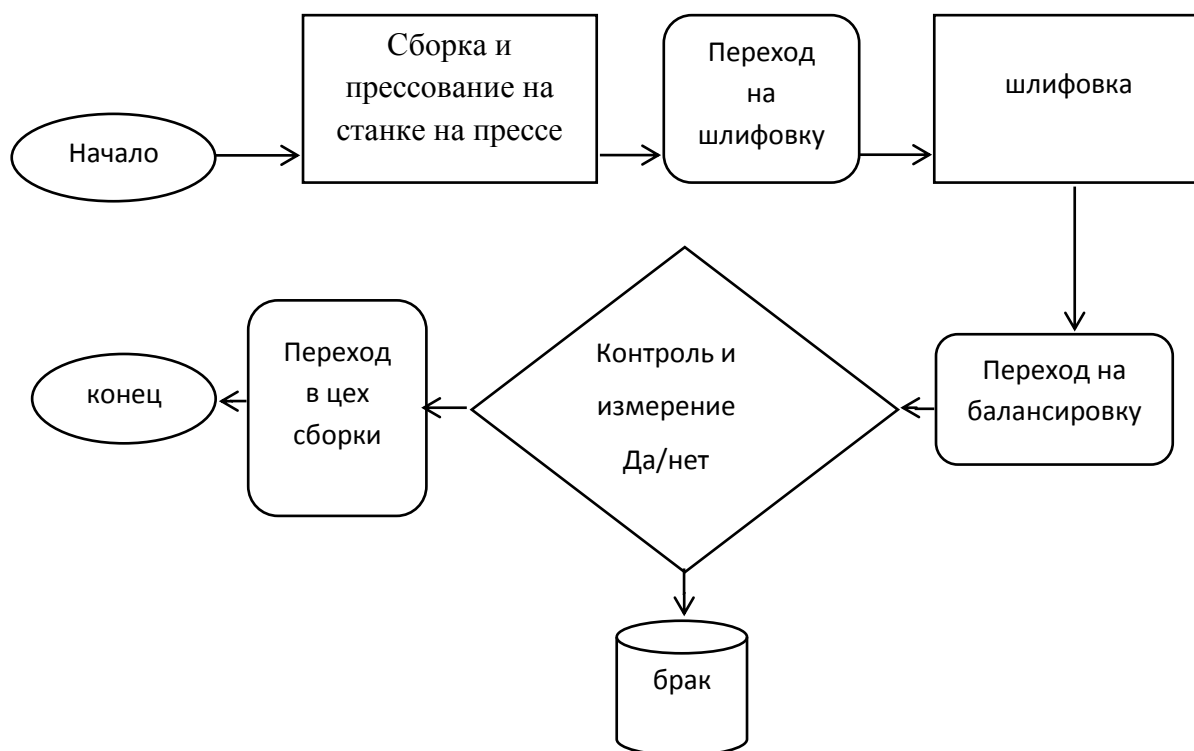 Начало
Сборка и
прессование на
станке на прессе
Переход
на
шлифовку
шлифовка
Переход на
балансировку
Контроль и
измерение
Да/нет
Переход
в цех
сборки
конец
брак